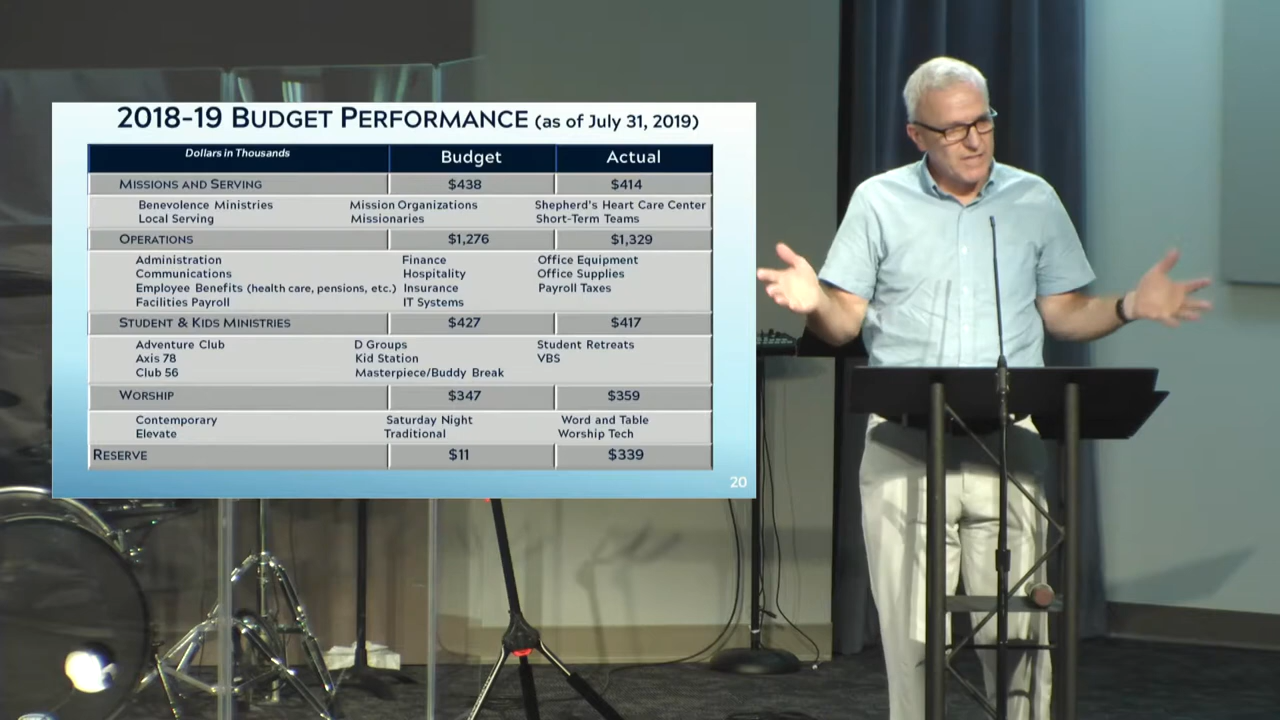 2018-19 BUDGET PERFORMANCE (as of July 31, 2019)
Dollars in Thousands Budget Actual
MISSIONS AND SERVING $438 $414
Benevolence Ministries Mission Organizations Shepherd's Heart Care Center
Local Serving Missionaries Short-Term Teams
OPERATIONS $1,276 $1,329
Administration Finance Office Equipment
Communications Hospitality Office Supplies
Employee Benefits (health care, pensions, etc.) Insurance Payroll Taxes
Facilities Payroll IT Systems
STUDENT & KIDS MINISTRIES $427 $417
Adventure Club D Groups Student Retreats
Axis 78 Kid Station VBS
Club 56 Masterpiece/Buddy Break
WORSHIP $347 $359
Contemporary Saturday Night Word and Table
Elevate Traditional Worship Tech
RESERVE $11 $339
20